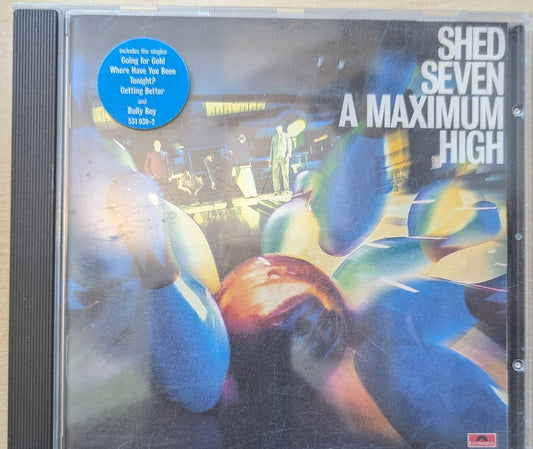 includes the singles
Going for Gold
Where Have You Been
Tonight?
Getting Better
and
Bully Boy
531 039-2
SHED
SEVEN
A MAXIMUM
HIGH
Polydor